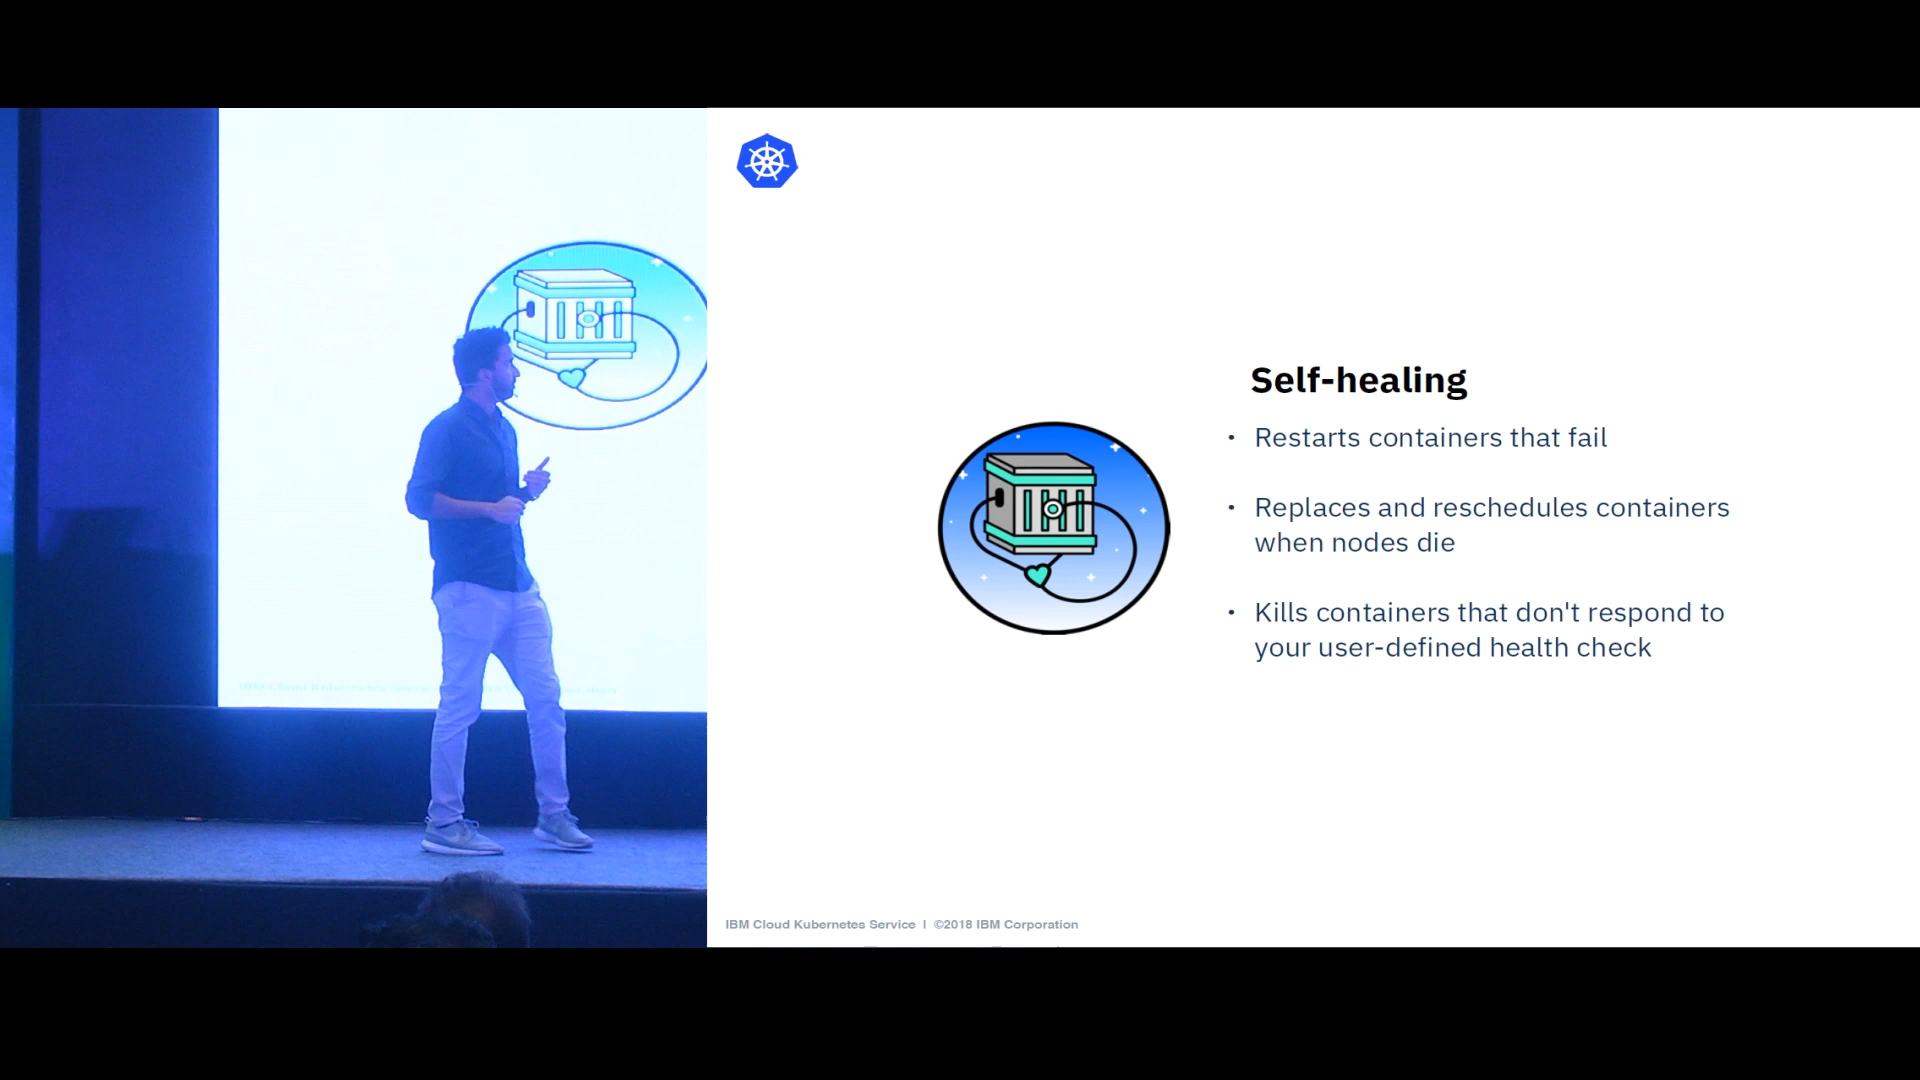 Self-healing
• Restarts containers that fail
• Replaces and reschedules containers
when nodes die
• Kills containers that don't respond to
your user-defined health check
IBM Cloud Kubernetes Service | ©2018 IBM Corporation